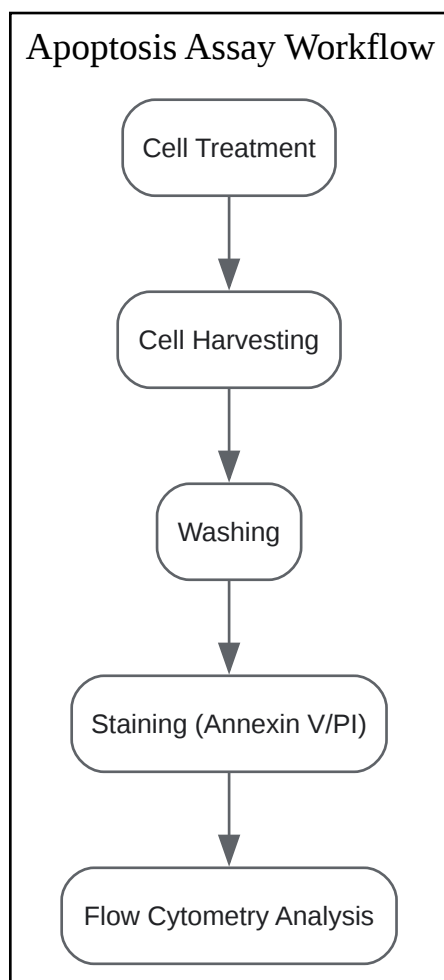 Apoptosis Assay Workflow
Cell Treatment
Cell Harvesting
Washing
Staining (Annexin V/PI)
Flow Cytometry Analysis